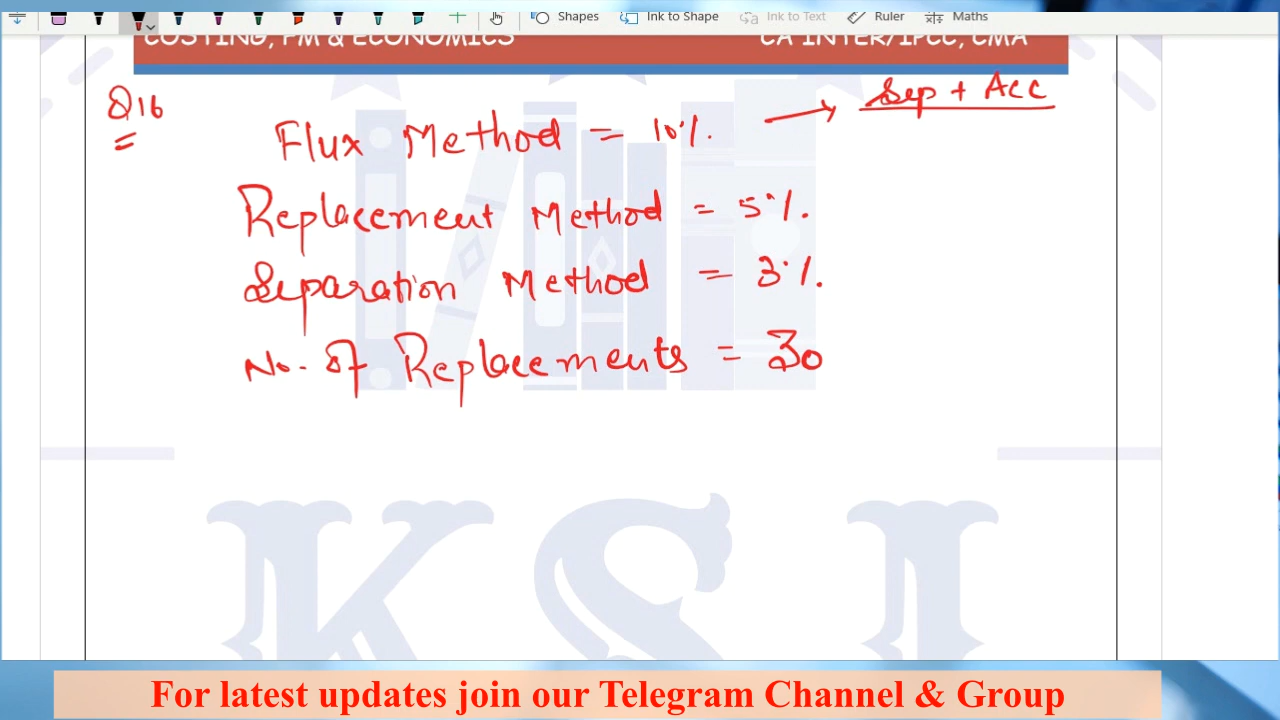 Shapes Ink to Shape Ink to Text Ruler Maths
COSTING, FM & ECONOMICS CA INTER/IPCC, CMA
Q16
Flux Method = 10%. → Sep + Acc
Replacement Method = 5%.
Separation Method = 3%.
No. of Replacements = 30
KSI
For latest updates join our Telegram Channel & Group